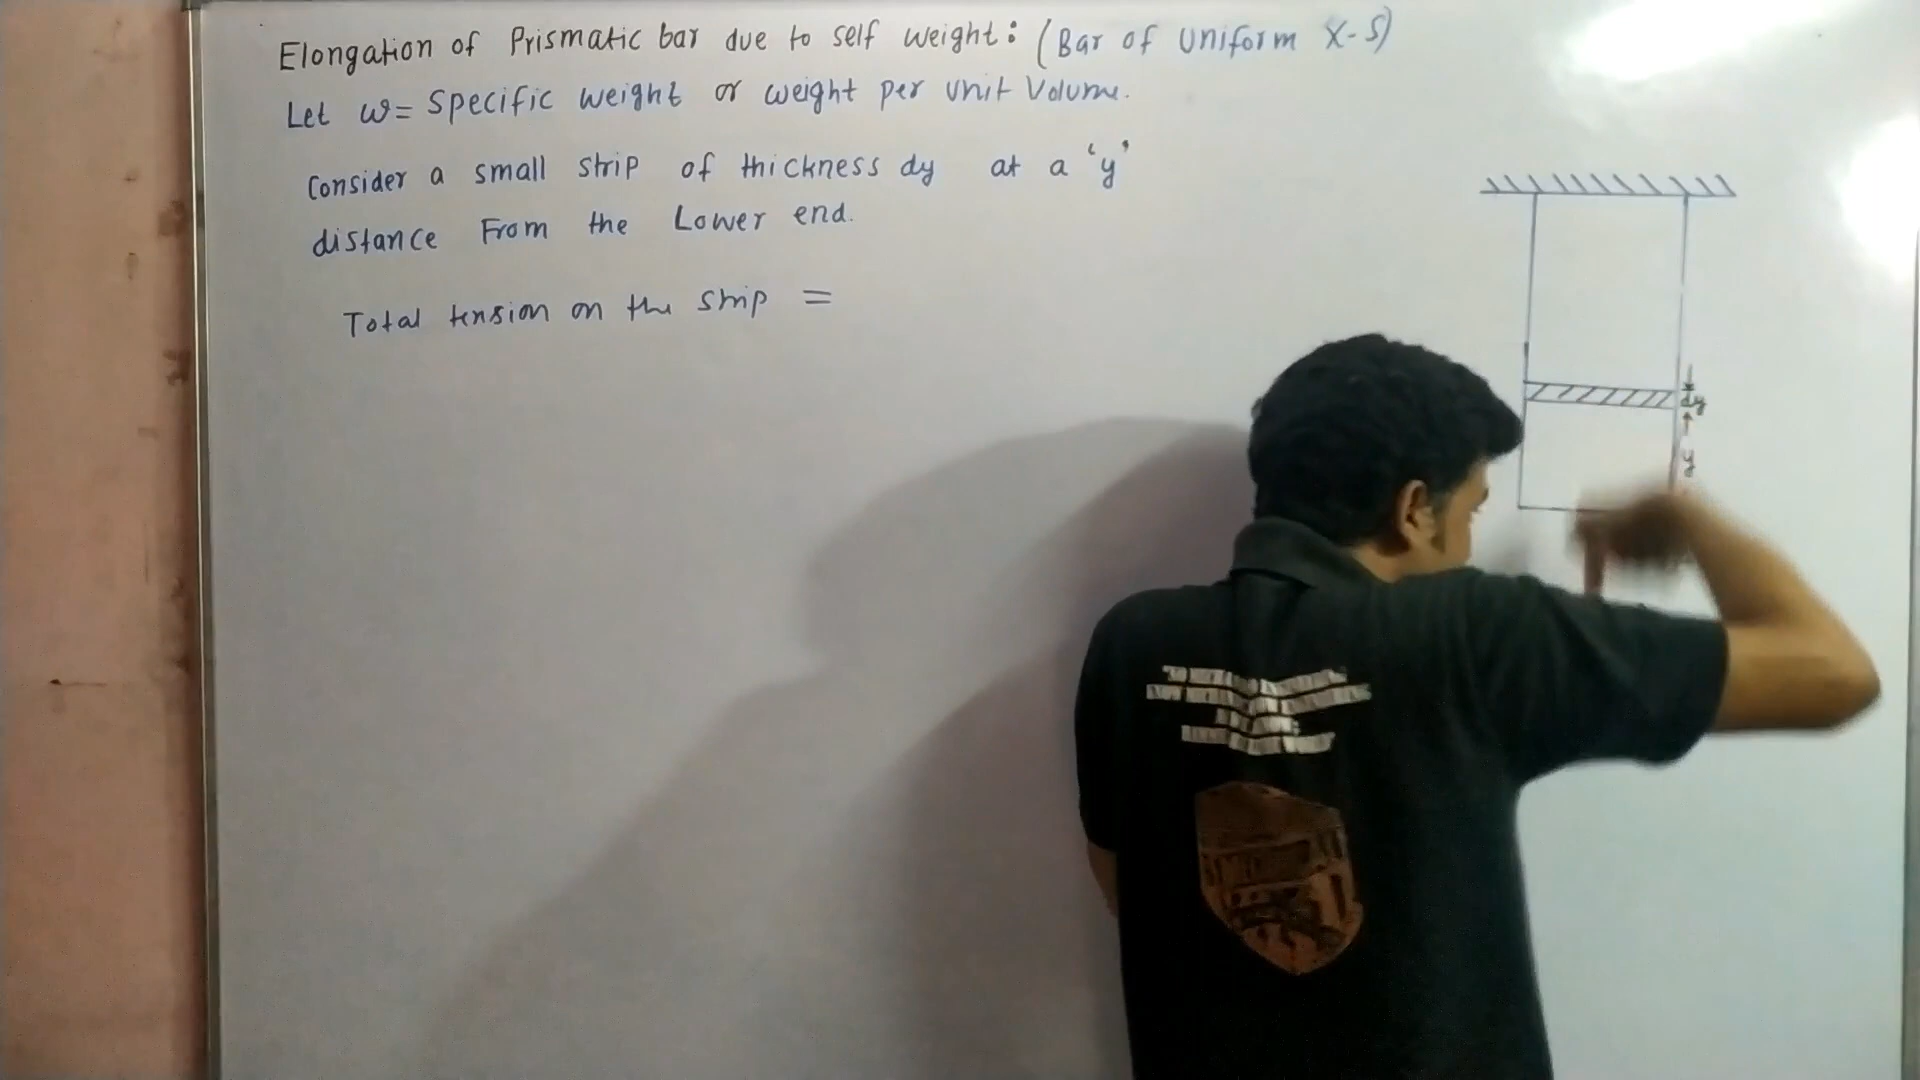 Elongation of Prismatic bar due to self weight: (Bar of Uniform X-S)
Let w = Specific weight or weight per unit Volume.
Consider a small strip of thickness dy at a 'y'
distance From the Lower end.
Total tension on the strip =
dy
y